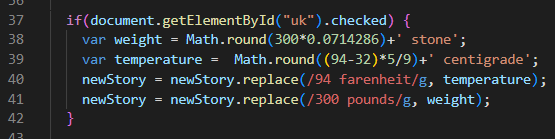 37 if(document.getElementById("uk").checked) {
38 var weight = Math.round(300*0.0714286)+' stone';
39 var temperature =  Math.round((94-32)*5/9)+' centigrade';
40 newStory = newStory.replace(/94 farenheit/g, temperature);
41 newStory = newStory.replace(/300 pounds/g, weight);
42 }